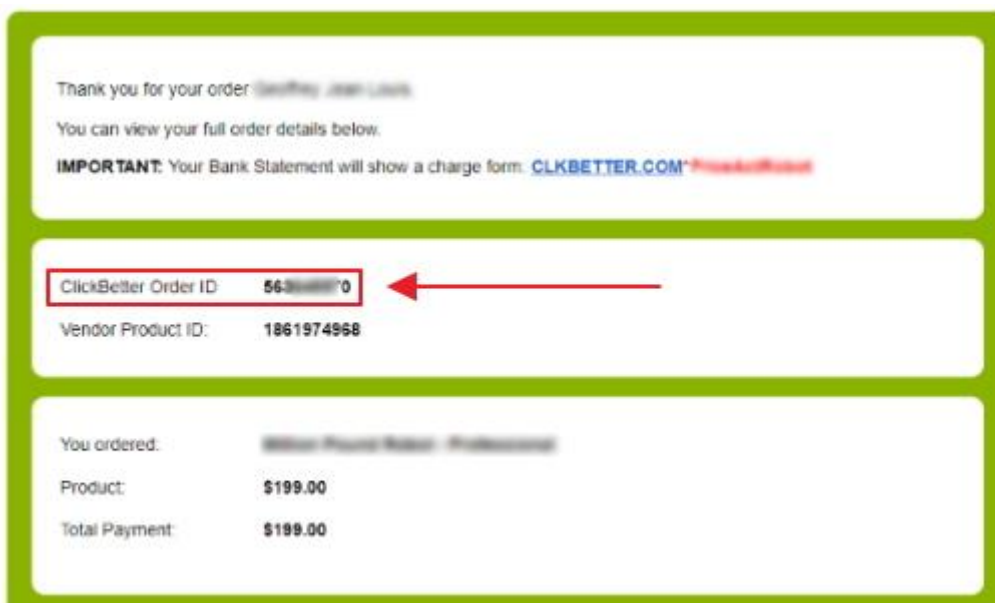 Thank you for your order
You can view your full order details below.
IMPORTANT: Your Bank Statement will show a charge form: CLKBETTER.COM*
ClickBetter Order ID 56 0
Vendor Product ID: 1861974968
You ordered:
Product: $199.00
Total Payment: $199.00